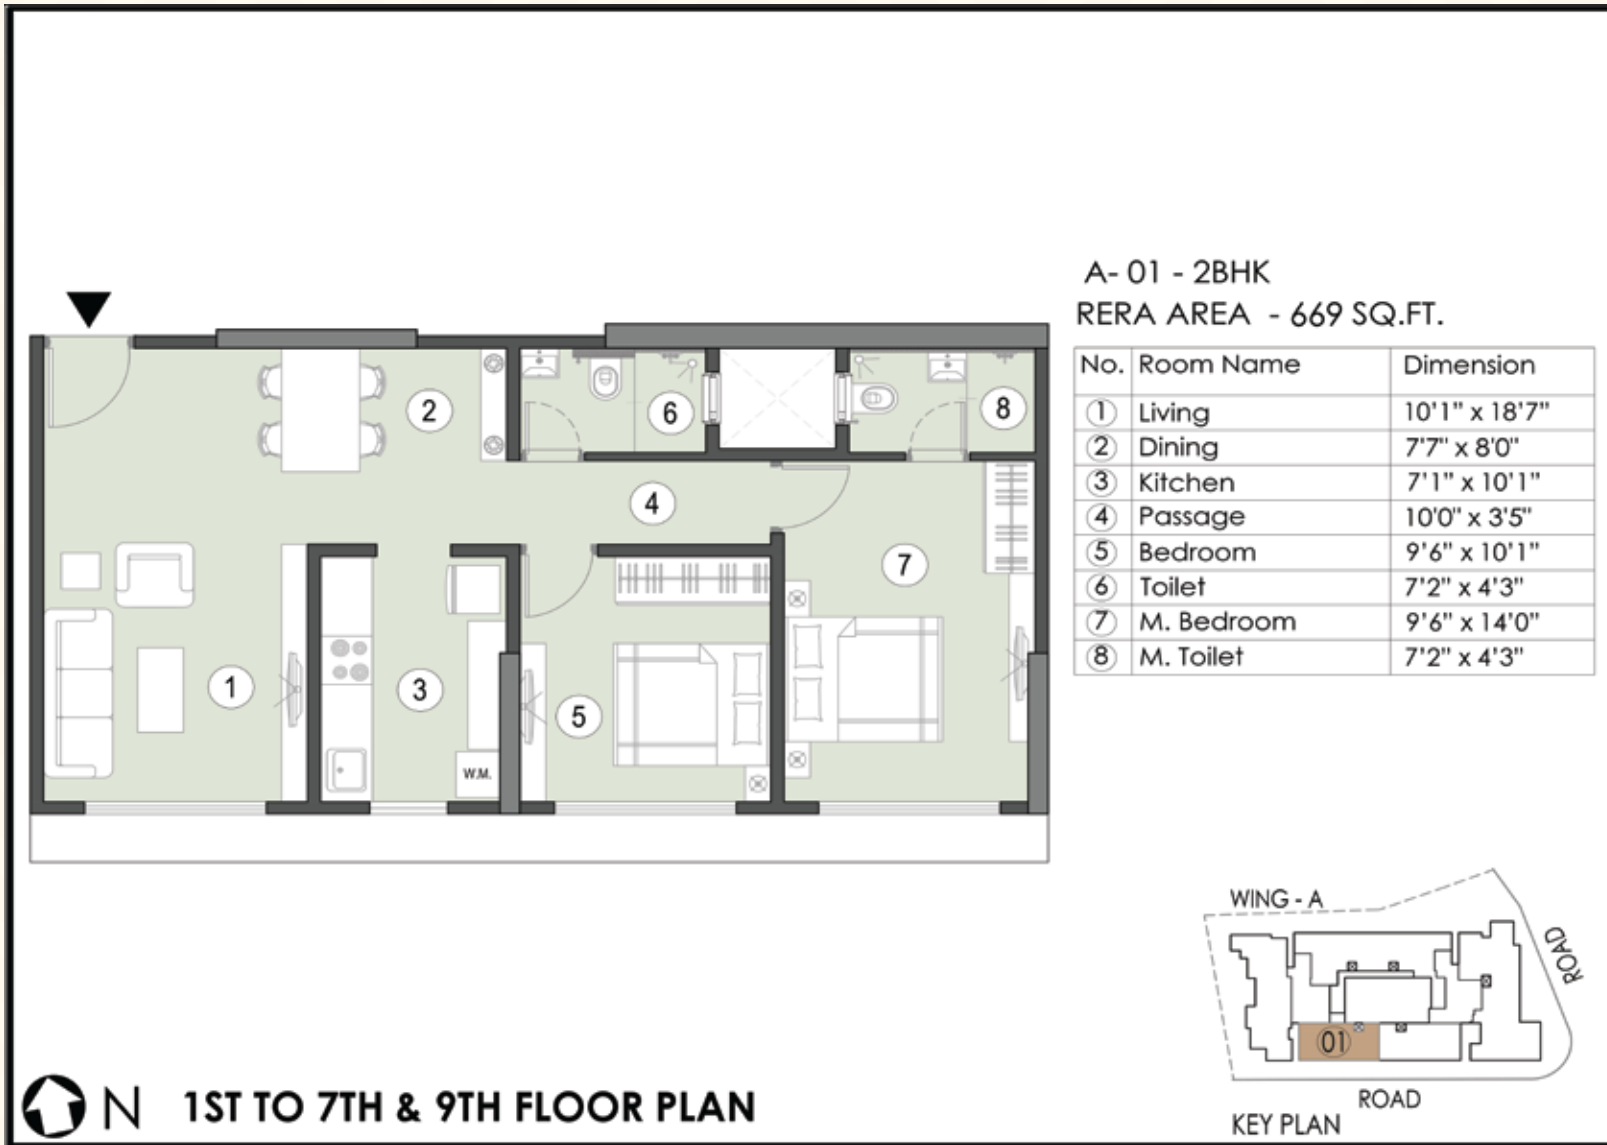 A- 01 - 2BHK
RERA AREA - 669 SQ.FT.
No. Room Name Dimension
1 Living 10'1" x 18'7"
2 Dining 7'7" x 8'0"
3 Kitchen 7'1" x 10'1"
4 Passage 10'0" x 3'5"
5 Bedroom 9'6" x 10'1"
6 Toilet 7'2" x 4'3"
7 M. Bedroom 9'6" x 14'0"
8 M. Toilet 7'2" x 4'3"
2
6
8
4
7
1
3
5
W.M.
WING - A
ROAD
01
ROAD
KEY PLAN
N 1ST TO 7TH & 9TH FLOOR PLAN